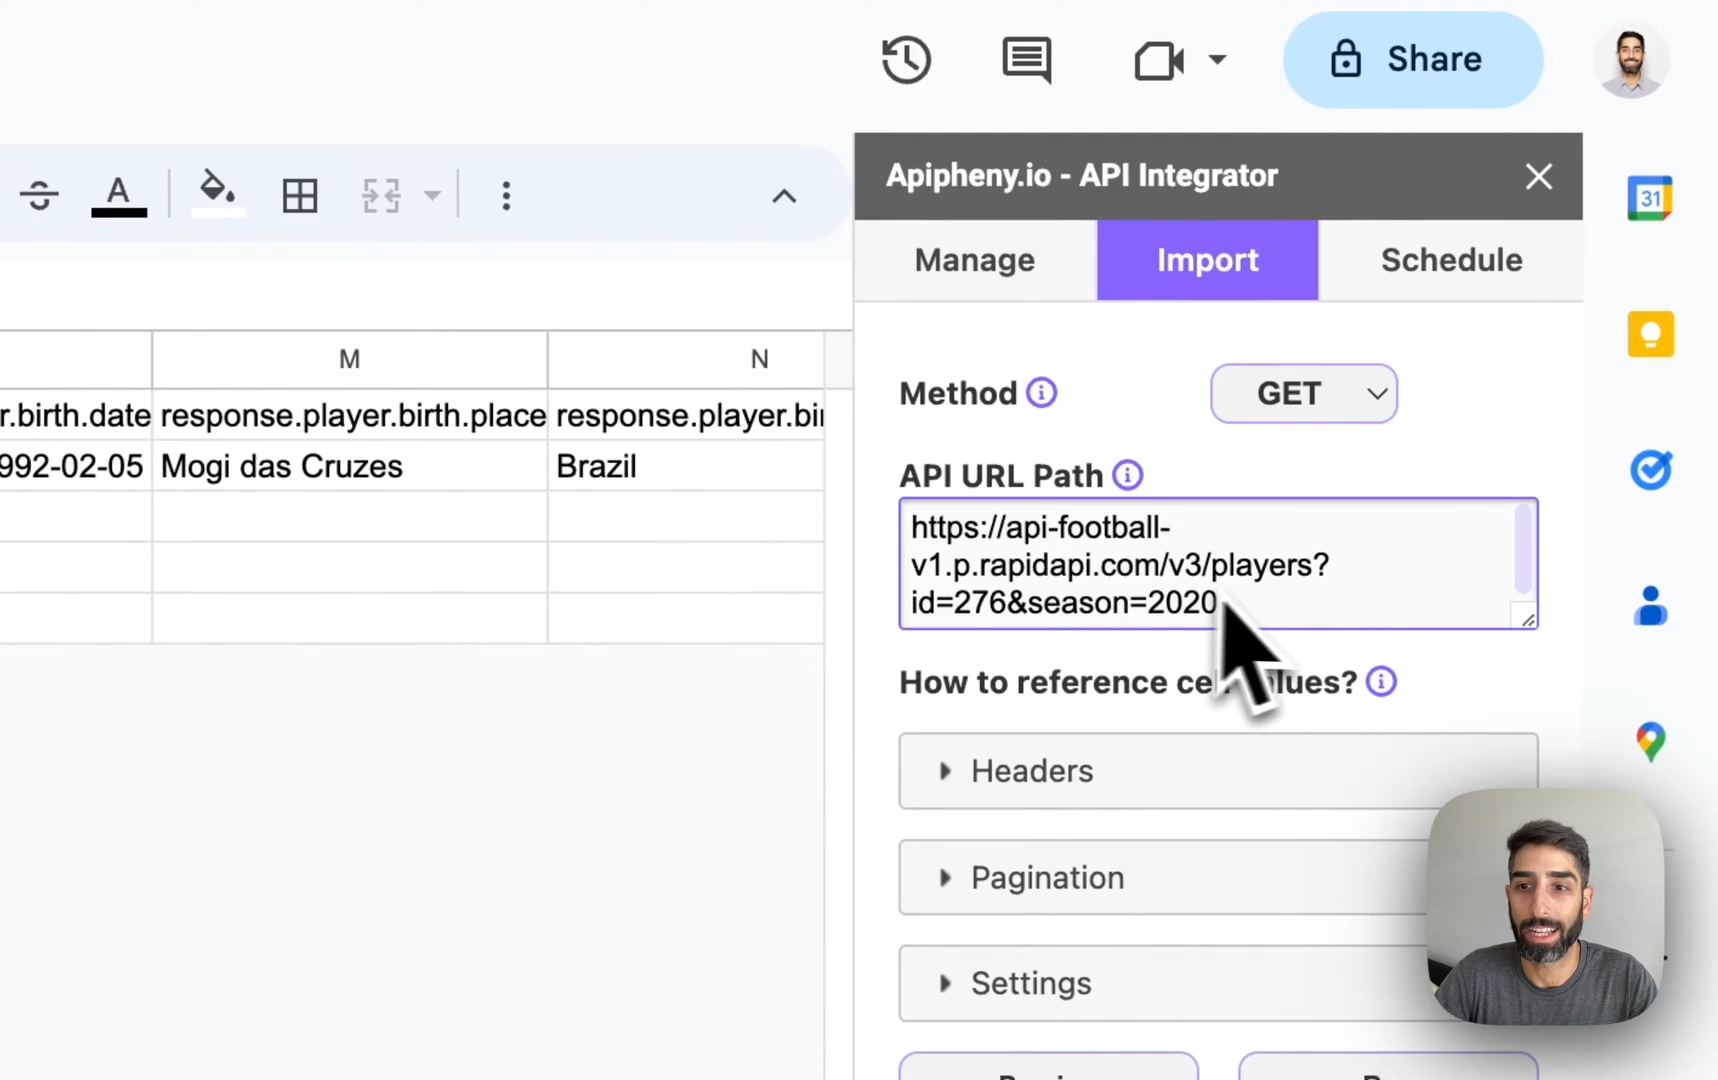 Share
A
31
Apipheny.io - API Integrator
Manage
Import
Schedule
M
N
r.birth.date
response.player.birth.place
response.player.bi
992-02-05
Mogi das Cruzes
Brazil
Method
GET
API URL Path
https://api-football-
v1.p.rapidapi.com/v3/players?
id=276&season=2020
How to reference ce lues?
Headers
Pagination
Settings